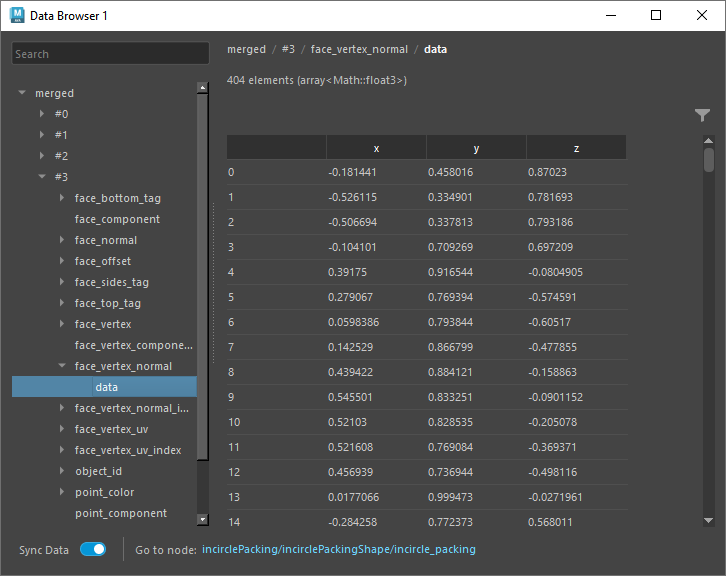 Data Browser 1
Search
merged
#0
#1
#2
#3
face_bottom_tag
face_component
face_normal
face_offset
face_sides_tag
face_top_tag
face_vertex
face_vertex_compone...
face_vertex_normal
data
face_vertex_normal_i...
face_vertex_uv
face_vertex_uv_index
object_id
point_color
point_component
merged / #3 / face_vertex_normal / data
404 elements (array<Math::float3>)
x y z
0 -0.181441 0.458016 0.87023
1 -0.526115 0.334901 0.781693
2 -0.506694 0.337813 0.793186
3 -0.104101 0.709269 0.697209
4 0.39175 0.916544 -0.0804905
5 0.279067 0.769394 -0.574591
6 0.0598386 0.793844 -0.60517
7 0.142529 0.866799 -0.477855
8 0.439422 0.884121 -0.158863
9 0.545501 0.833251 -0.0901152
10 0.52103 0.828535 -0.205078
11 0.521608 0.769084 -0.369371
12 0.456939 0.736944 -0.498116
13 0.0177066 0.999473 -0.0271961
14 -0.284258 0.772373 0.568011
Sync Data Go to node: incirclePacking/incirclePackingShape/incircle_packing